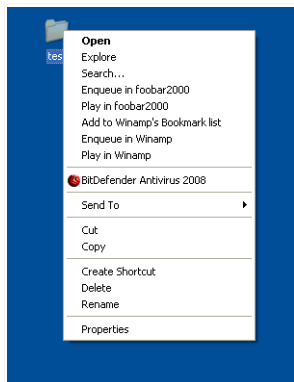 Open
Explore
Search...
Enqueue in foobar2000
Play in foobar2000
Add to Winamp's Bookmark list
Enqueue in Winamp
Play in Winamp
BitDefender Antivirus 2008
Send To
Cut
Copy
Create Shortcut
Delete
Rename
Properties